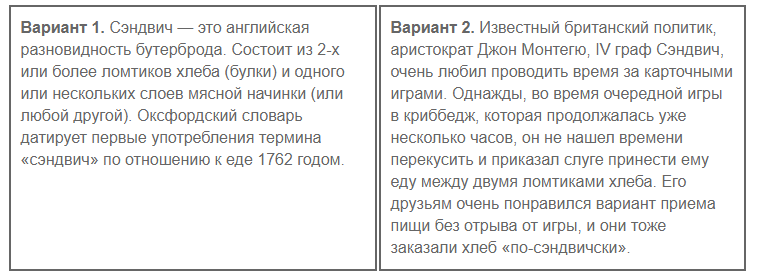 Вариант 1. Сэндвич — это английская
разновидность бутерброда. Состоит из 2-х
или более ломтиков хлеба (булки) и одного
или нескольких слоев мясной начинки (или
любой другой). Оксфордский словарь
датирует первые употребления термина
«сэндвич» по отношению к еде 1762 годом.
Вариант 2. Известный британский политик,
аристократ Джон Монтегю, IV граф Сэндвич,
очень любил проводить время за карточными
играми. Однажды, во время очередной игры
в криббедж, которая продолжалась уже
несколько часов, он не нашел времени
перекусить и приказал слуге принести ему
еду между двумя ломтиками хлеба. Его
друзьям очень понравился вариант приема
пищи без отрыва от игры, и они тоже
заказали хлеб «по-сэндвичски».